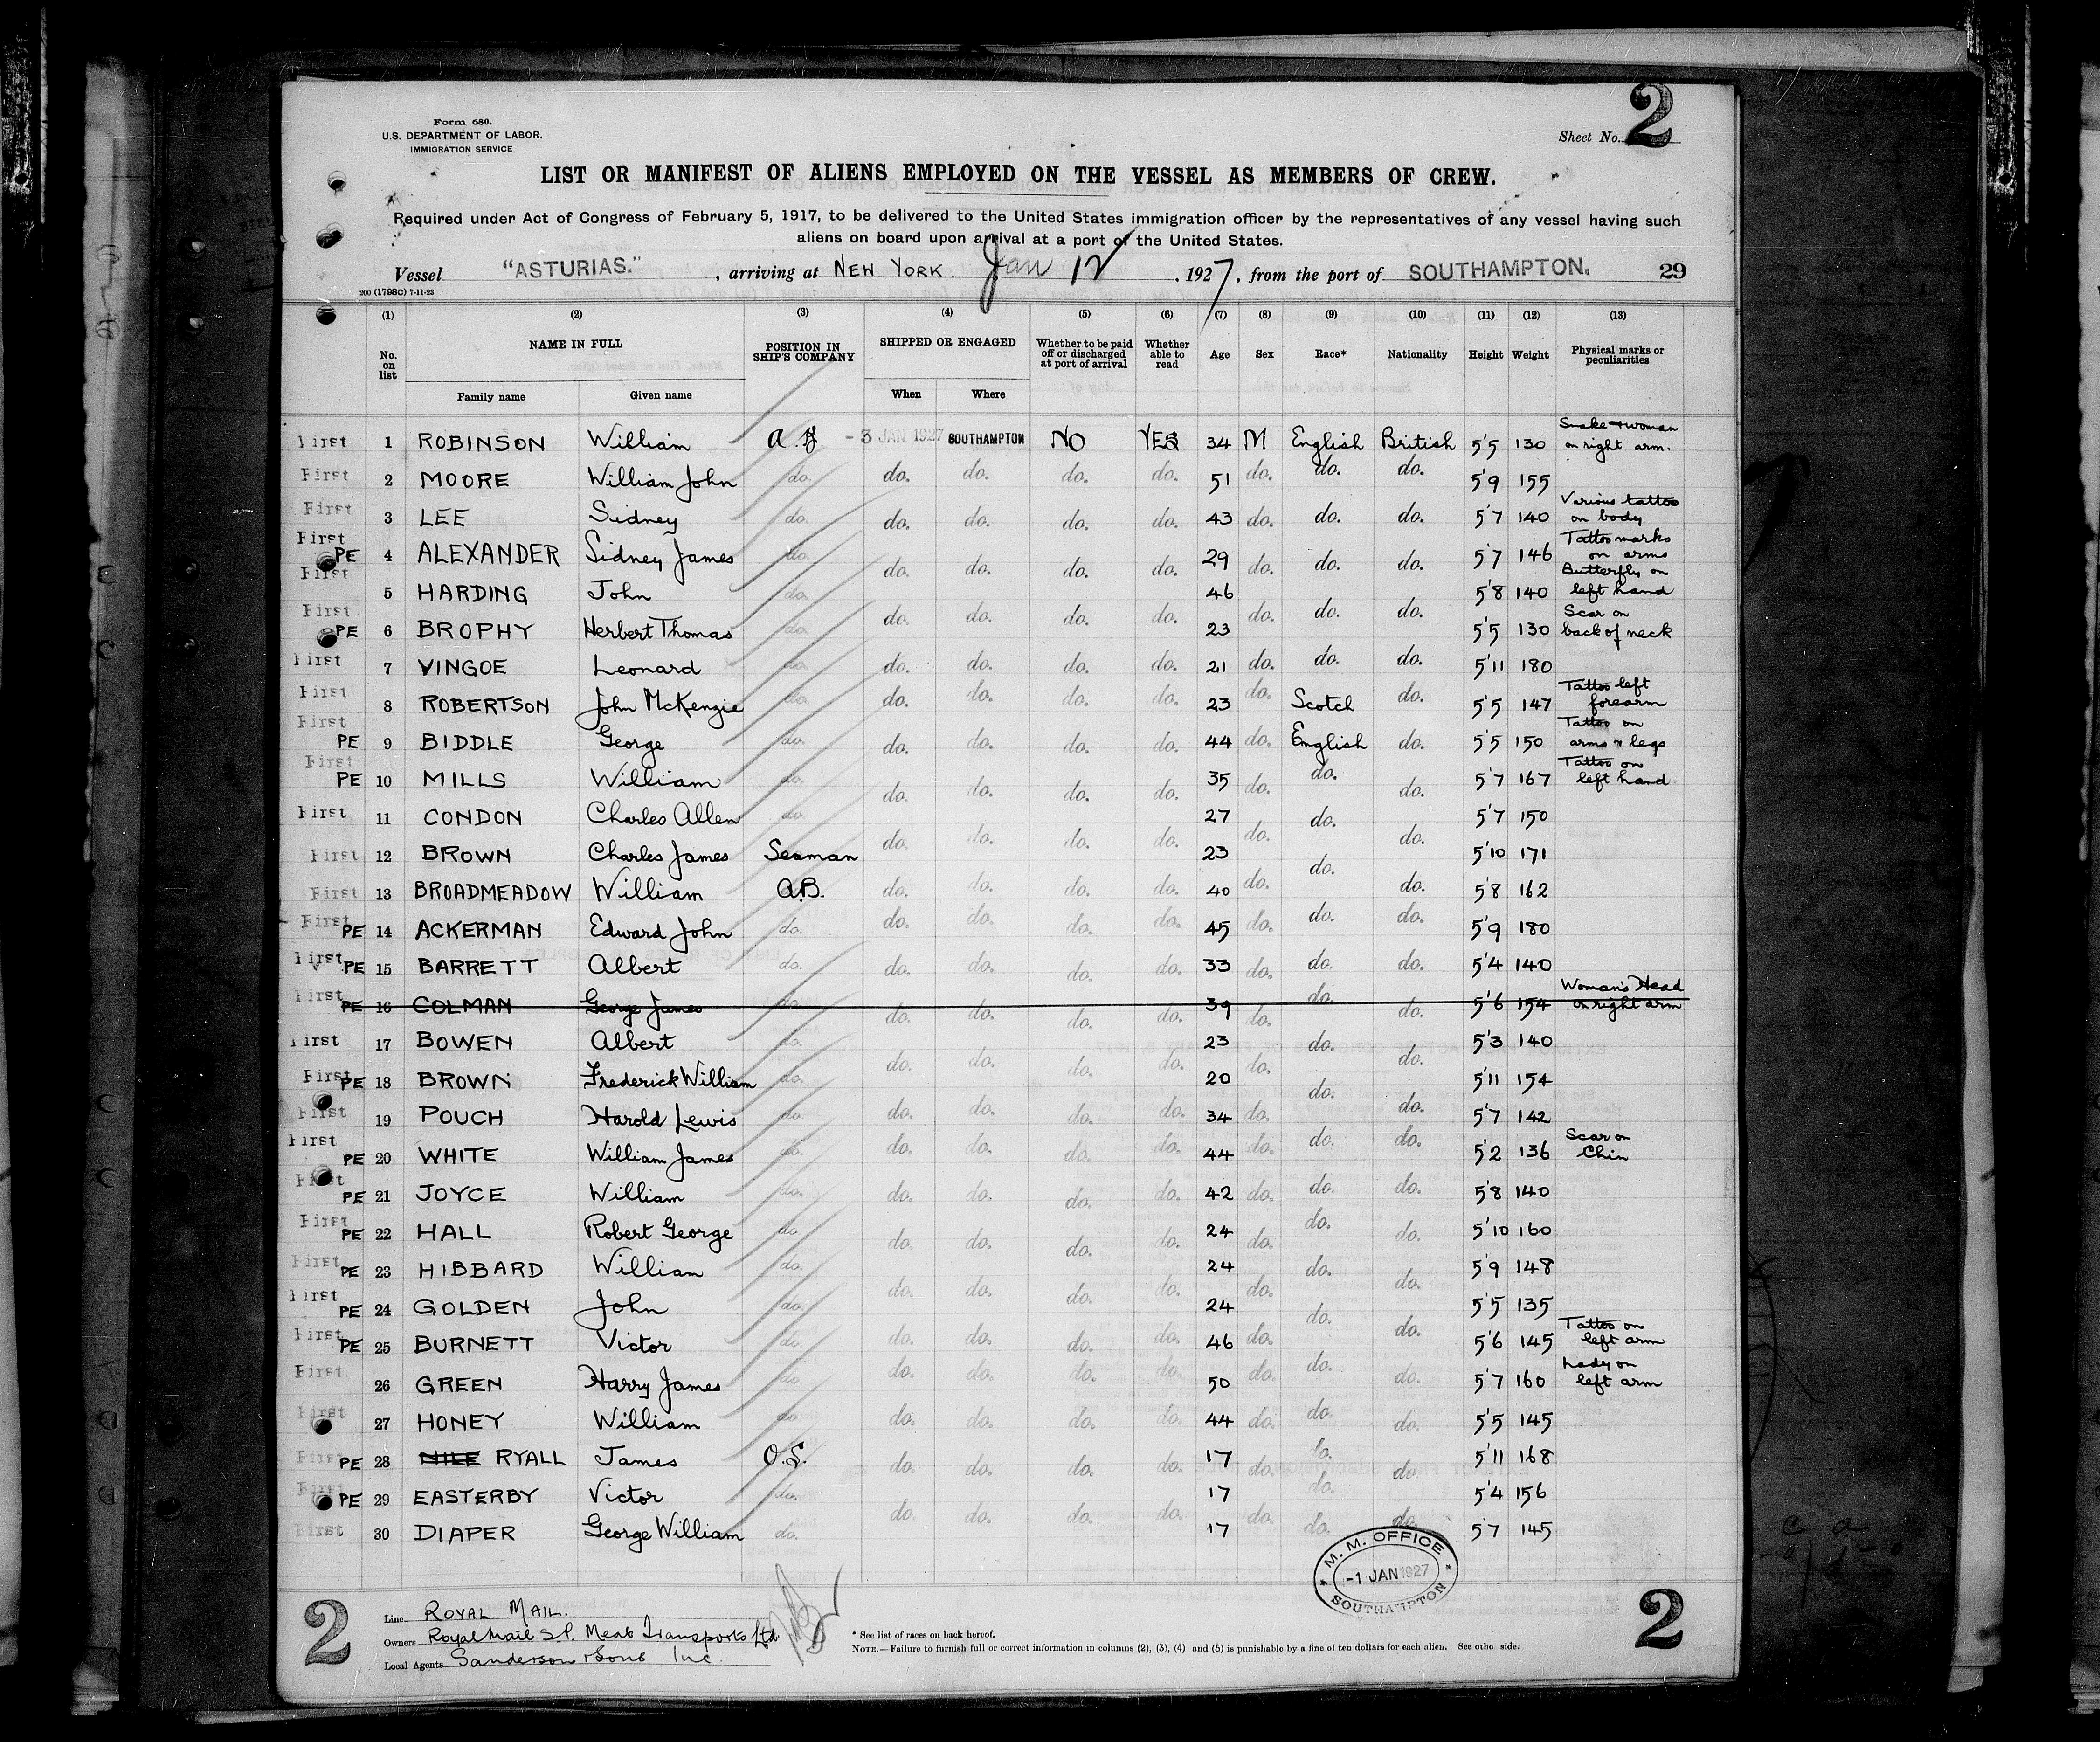 Form 680.
U.S. DEPARTMENT OF LABOR.
IMMIGRATION SERVICE
Sheet No. 2
LIST OR MANIFEST OF ALIENS EMPLOYED ON THE VESSEL AS MEMBERS OF CREW.
Required under Act of Congress of February 5, 1917, to be delivered to the United States immigration officer by the representatives of any vessel having such
aliens on board upon arrival at a port of the United States.
Vessel "ASTURIAS." , arriving at NEW YORK. Jan 12 , 1927, from the port of SOUTHAMPTON. 29
200 (1798C) 7-11-23
(1) (2) (3) (4) (5) (6) (7) (8) (9) (10) (11) (12) (13)
No. on list NAME IN FULL POSITION IN SHIP'S COMPANY SHIPPED OR ENGAGED Whether to be paid off or discharged at port of arrival Whether able to read Age Sex Race* Nationality Height Weight Physical marks or peculiarities
Family name Given name When Where
First 1 ROBINSON William A.B - 3 JAN 1927 SOUTHAMPTON NO YES 34 M English British 5'5 130 Snake + woman on right arm.
First 2 MOORE William John do. do. do. do. do. 51 do. do. do. 5'9 155
First 3 LEE Sidney do. do. do. do. do. 43 do. do. do. 5'7 140 Various tattoo on body
First PE 4 ALEXANDER Sidney James do. do. do. do. do. 29 do. do. do. 5'7 146 Tattoo marks on arms
First 5 HARDING John do. 46 5'8 140 Butterfly on left hand
First PE 6 BROPHY Herbert Thomas do. do. do. do. do. 23 do. do. do. 5'5 130 Scar on back of neck
First 7 VINGOE Leonard do. do. do. do. do. 21 do. do. do. 5'11 180
First 8 ROBERTSON John McKenzie do. do. do. do. do. 23 do. Scotch do. 5'5 147 Tattoo left forearm
First PE 9 BIDDLE George do. do. do. do. do. 44 do. English do. 5'5 150 Tattoo on arms & legs
First PE 10 MILLS William do. do. do. do. do. 35 do. do. do. 5'7 167 Tattoo on left hand
First 11 CONDON Charles Allen do. 27 do. 5'7 150
First 12 BROWN Charles James Seaman do. do. do. do. 23 do. do. do. 5'10 171
First 13 BROADMEADOW William A.B. do. do. do. do. 40 do. do. 5'8 162
First PE 14 ACKERMAN Edward John do. do. do. do. do. 45 do. do. do. 5'9 180
First PE 15 BARRETT Albert do. do. do. do. do. 33 do. do. do. 5'4 140
First PE 16 COLMAN George James do. do. do. do. do. 39 do. do. do. 5'6 154 Woman's Head on right arm
First 17 BOWEN Albert do. 23 do. 5'3 140
First PE 18 BROWN Frederick William do. do. do. do. do. 20 do. do. do. 5'11 154
First 19 POUCH Harold Lewis do. do. do. do. do. 34 do. do. 5'7 142
First PE 20 WHITE William James do. do. do. do. do. 44 do. do. do. 5'2 136 Scar on Chin
First PE 21 JOYCE William do. do. do. do. do. 42 do. do. do. 5'8 140
First PE 22 HALL Robert George do. do. do. do. do. 24 do. do. do. 5'10 160
First PE 23 HIBBARD William do. 24 do. 5'9 148
First PE 24 GOLDEN John do. do. do. do. do. 24 do. do. do. 5'5 135
First PE 25 BURNETT Victor do. do. do. do. do. 46 do. do. 5'6 145 Tattoo on left arm
First 26 GREEN Harry James do. do. do. do. do. 50 do. do. do. 5'7 160 Lady on left arm
First 27 HONEY William do. do. do. do. do. 44 do. do. do. 5'5 145
First PE 28 NILE RYALL James O.S. do. do. do. do. 17 do. do. do. 5'11 168
First PE 29 EASTERBY Victor do. 17 do. 5'4 156
First 30 DIAPER George William do. do. do. do. do. 17 do. do. do. 5'7 145
M. M. OFFICE
-1 JAN 1927
SOUTHAMPTON
2
Line ROYAL MAIL.
Owners Royal Mail S.P. Meat Transports Ltd.
Local Agents Sanderson & Sons Inc.
* See list of races on back hereof.
NOTE.—Failure to furnish full or correct information in columns (2), (3), (4) and (5) is punishable by a fine of ten dollars for each alien. See othe side.
2